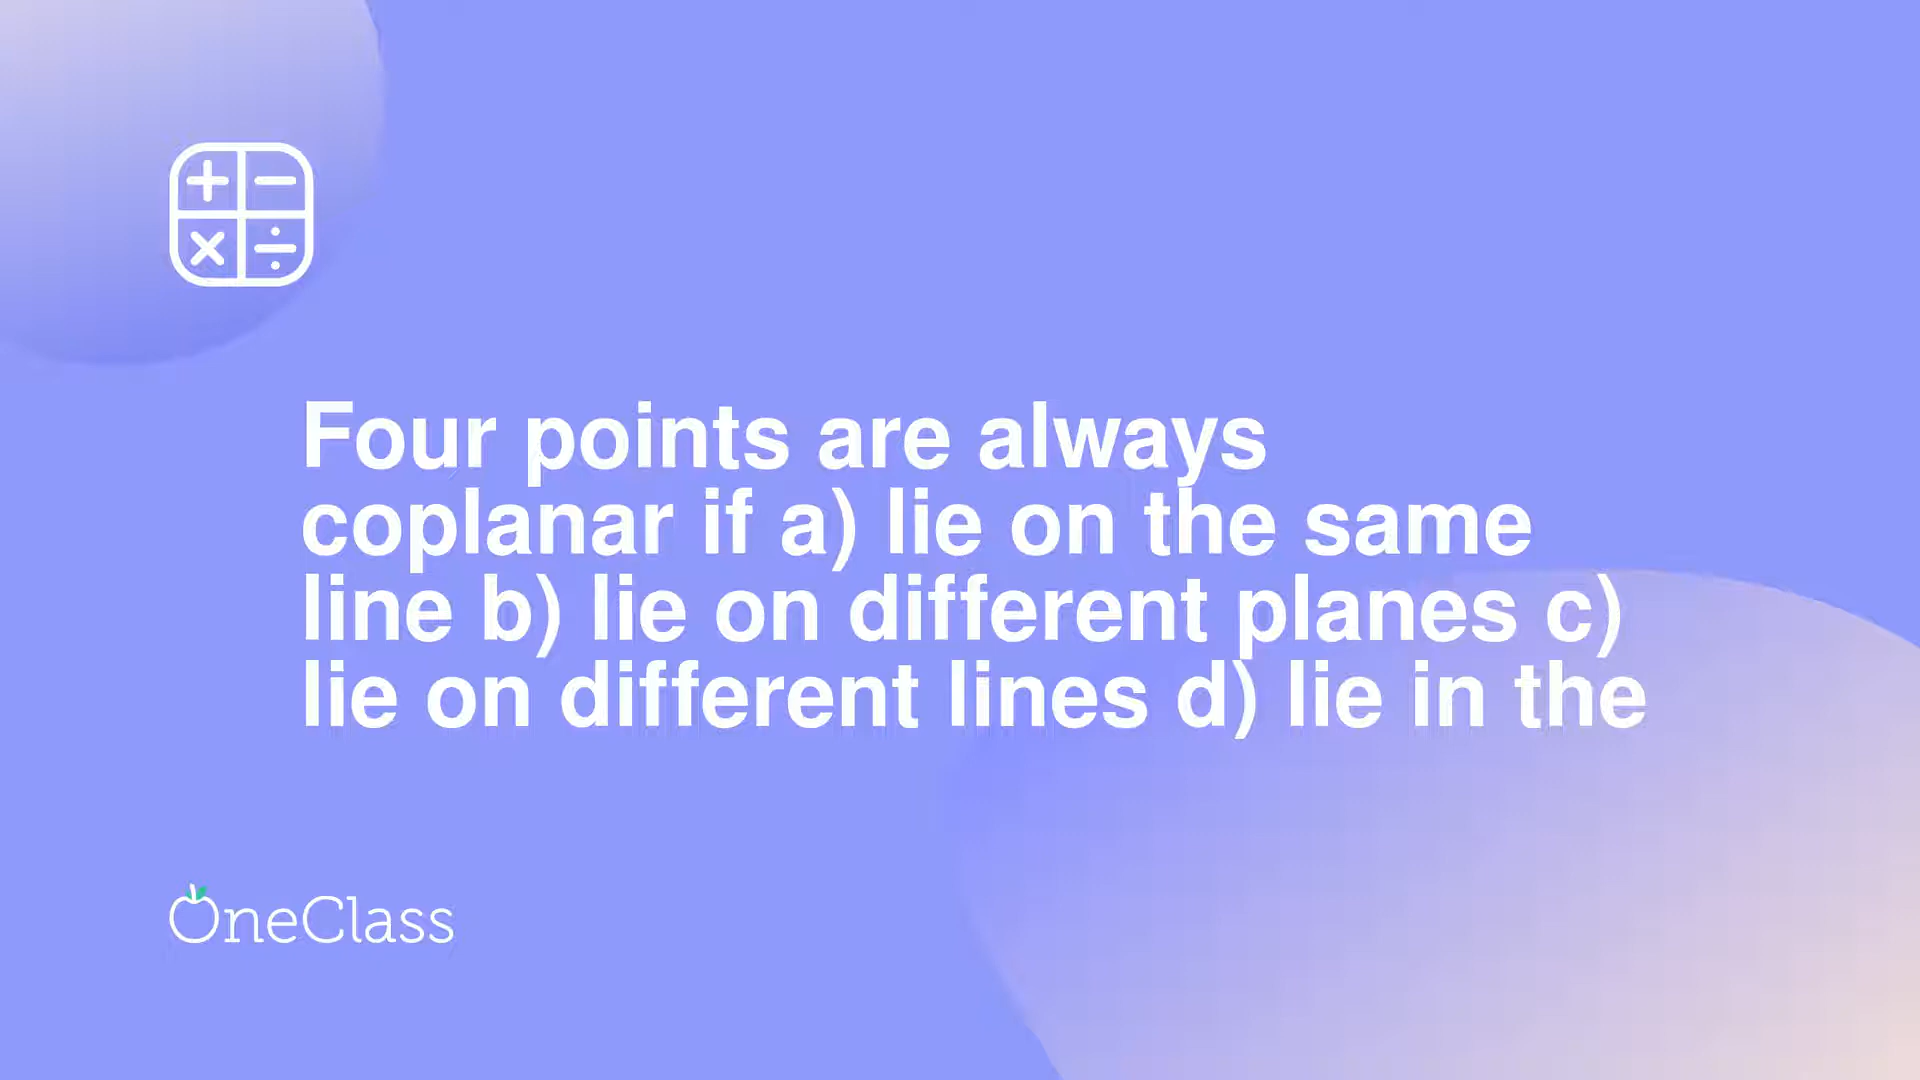 Four points are always
coplanar if a) lie on the same
line b) lie on different planes c)
lie on different lines d) lie in the
OneClass